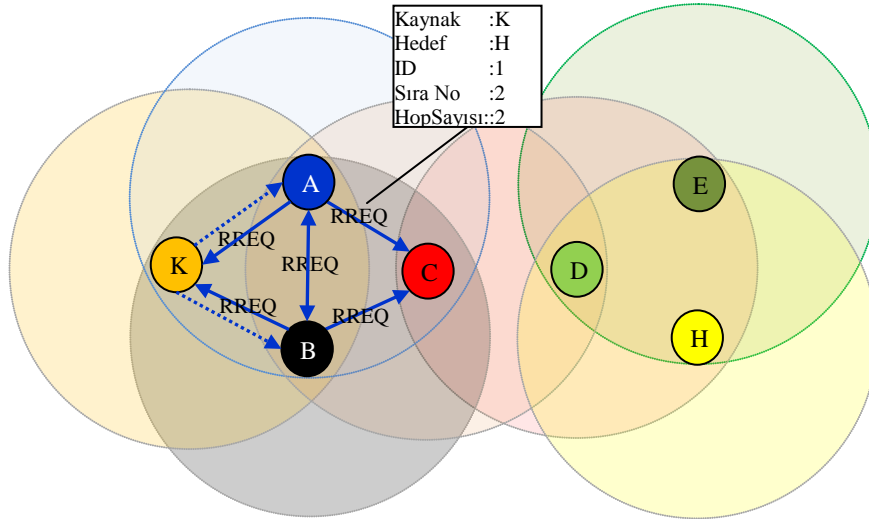 Kaynak :K
Hedef :H
ID :1
Sıra No :2
HopSayısı::2
A
E
RREQ
RREQ
K
RREQ
C
D
RREQ
RREQ
B
H